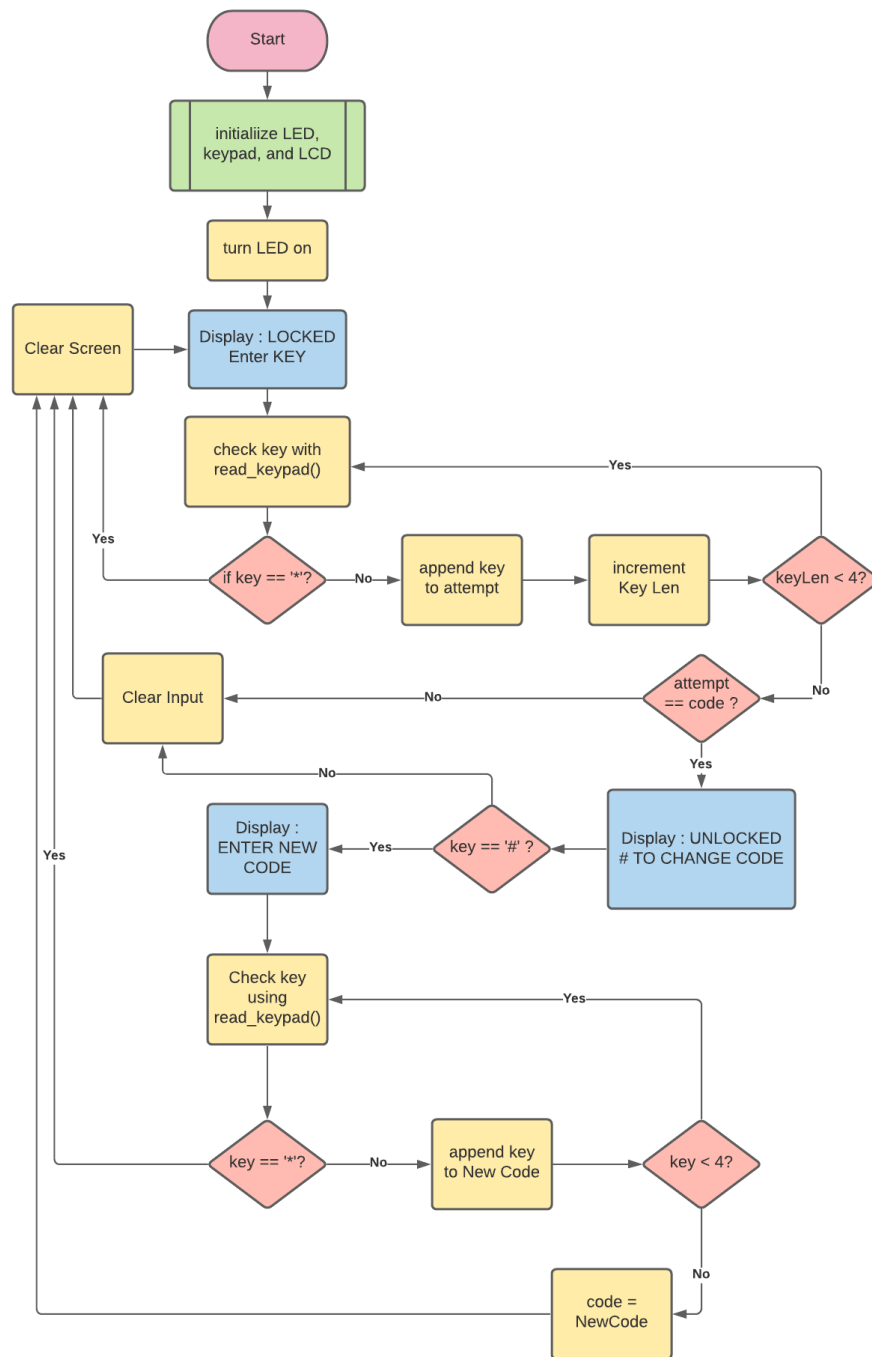 Start
initialiize LED,
keypad, and LCD
turn LED on
Clear Screen
Display : LOCKED
Enter KEY
check key with
read_keypad()
Yes
Yes
if key == '*'?
No
append key
to attempt
increment
Key Len
keyLen < 4?
No
Clear Input
No
attempt
== code ?
Yes
No
Display :
ENTER NEW
CODE
Yes
key == '#' ?
Display : UNLOCKED
# TO CHANGE CODE
Yes
Check key
using
read_keypad()
Yes
key == '*'?
No
append key
to New Code
key < 4?
No
code =
NewCode